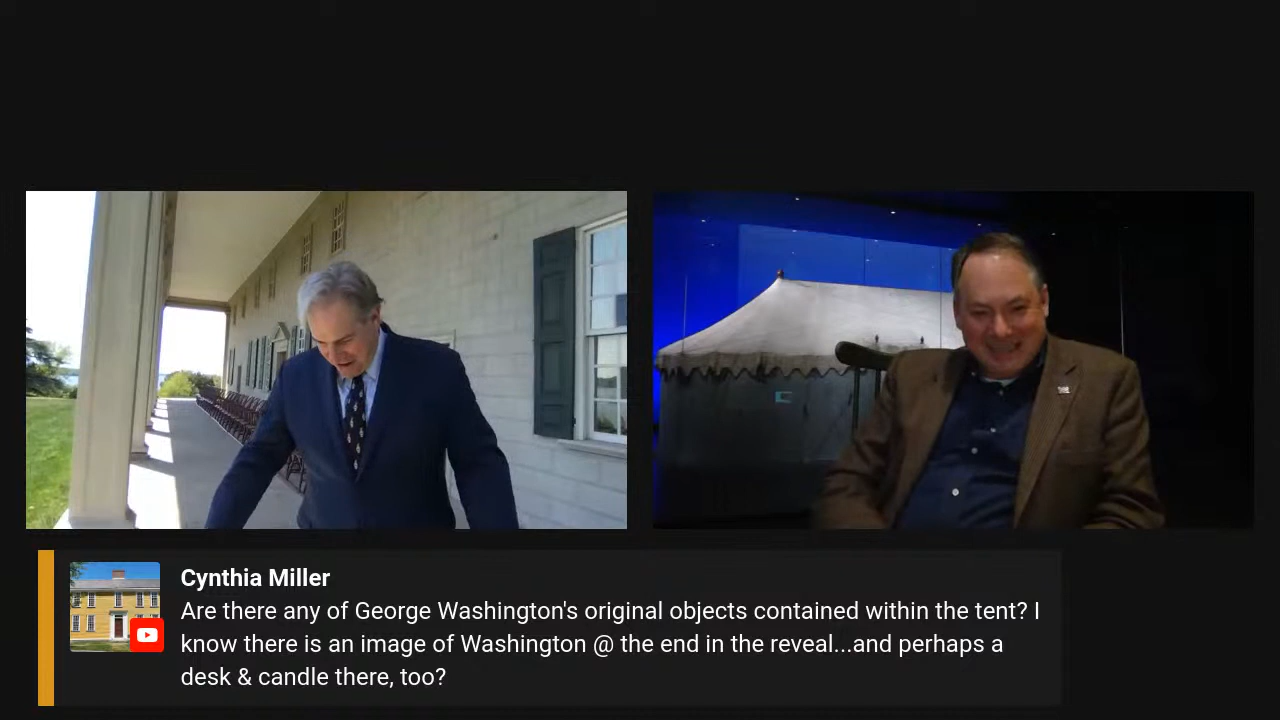 Cynthia Miller
Are there any of George Washington's original objects contained within the tent? I
know there is an image of Washington @ the end in the reveal...and perhaps a
desk & candle there, too?